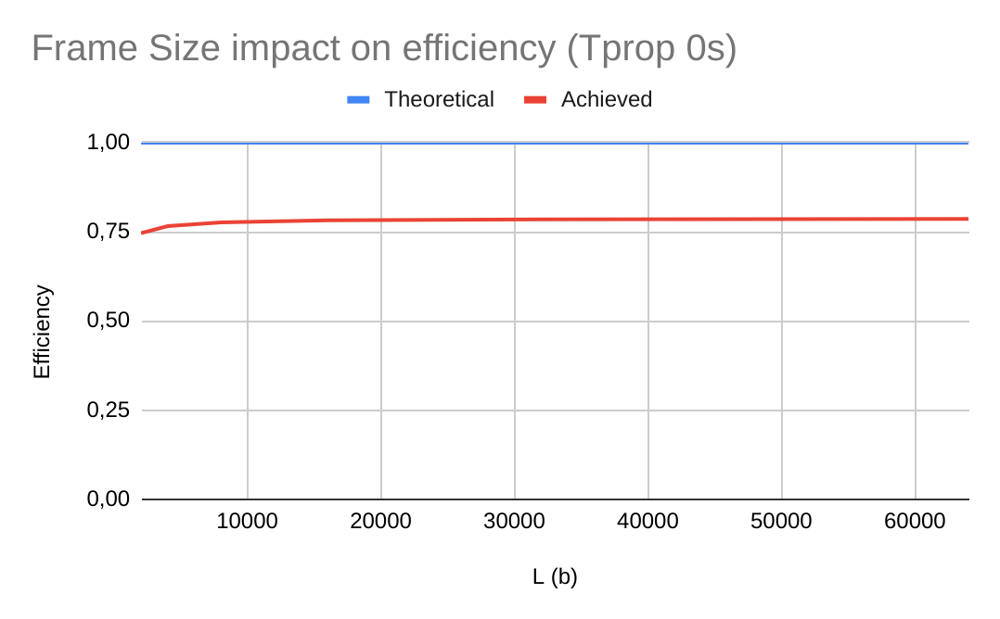 Frame Size impact on efficiency (Tprop 0s)
Theoretical Achieved
1,00
0,75
0,50
0,25
0,00
Efficiency
10000 20000 30000 40000 50000 60000
L (b)